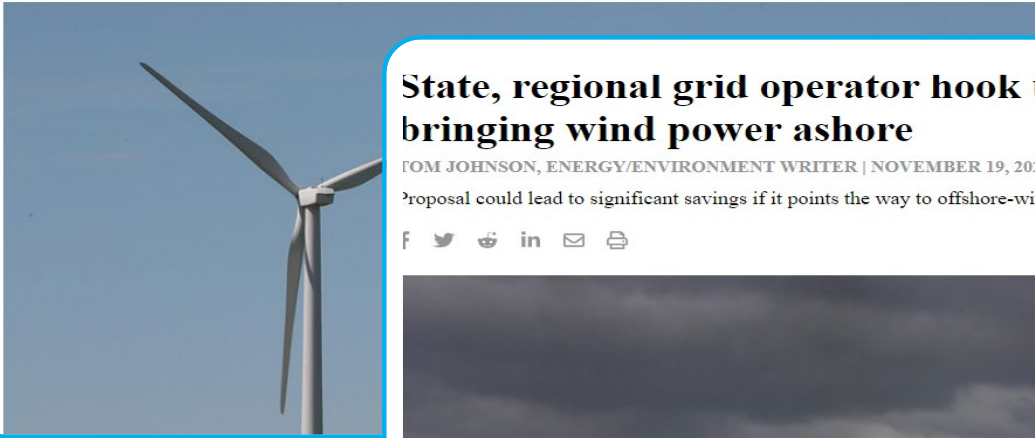 State, regional grid operator hook
bringing wind power ashore
TOM JOHNSON, ENERGY/ENVIRONMENT WRITER | NOVEMBER 19,
Proposal could lead to significant savings if it points the way to